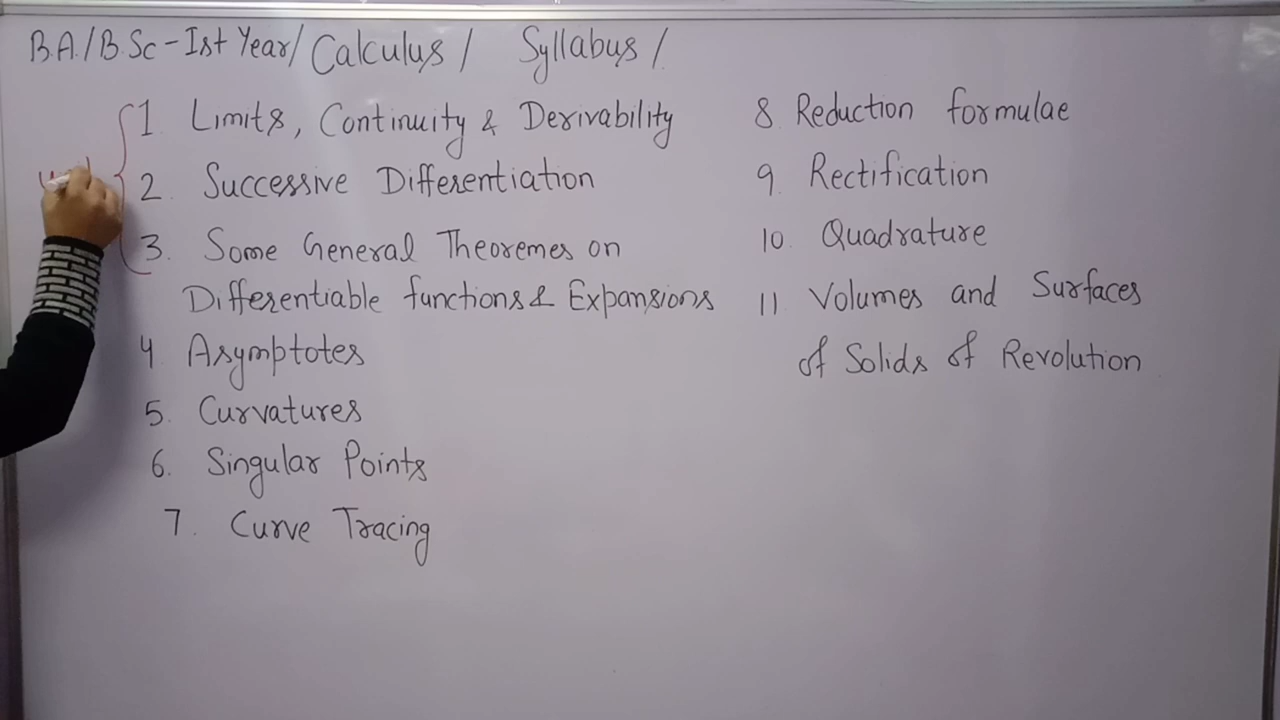 B.A./B.Sc-Ist Year/ Calculus / Syllabus /
1 Limits, Continuity & Derivability
2. Successive Differentiation
3. Some General Theoremes on
Differentiable functions & Expansions
4 Asymptotes
5. Curvatures
6. Singular Points
7. Curve Tracing
8 Reduction formulae
9. Rectification
10. Quadrature
11 Volumes and Surfaces
of Solids of Revolution